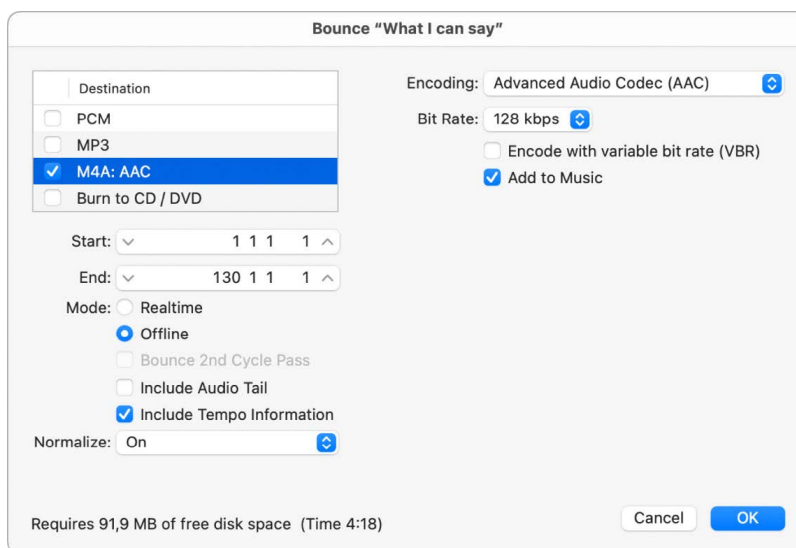 Bounce “What I can say”
Destination
PCM
MP3
M4A: AAC
Burn to CD / DVD
Start: 1 1 1 1
End: 130 1 1 1
Mode: Realtime
Offline
Bounce 2nd Cycle Pass
Include Audio Tail
Include Tempo Information
Normalize: On
Encoding: Advanced Audio Codec (AAC)
Bit Rate: 128 kbps
Encode with variable bit rate (VBR)
Add to Music
Requires 91,9 MB of free disk space (Time 4:18)
Cancel OK